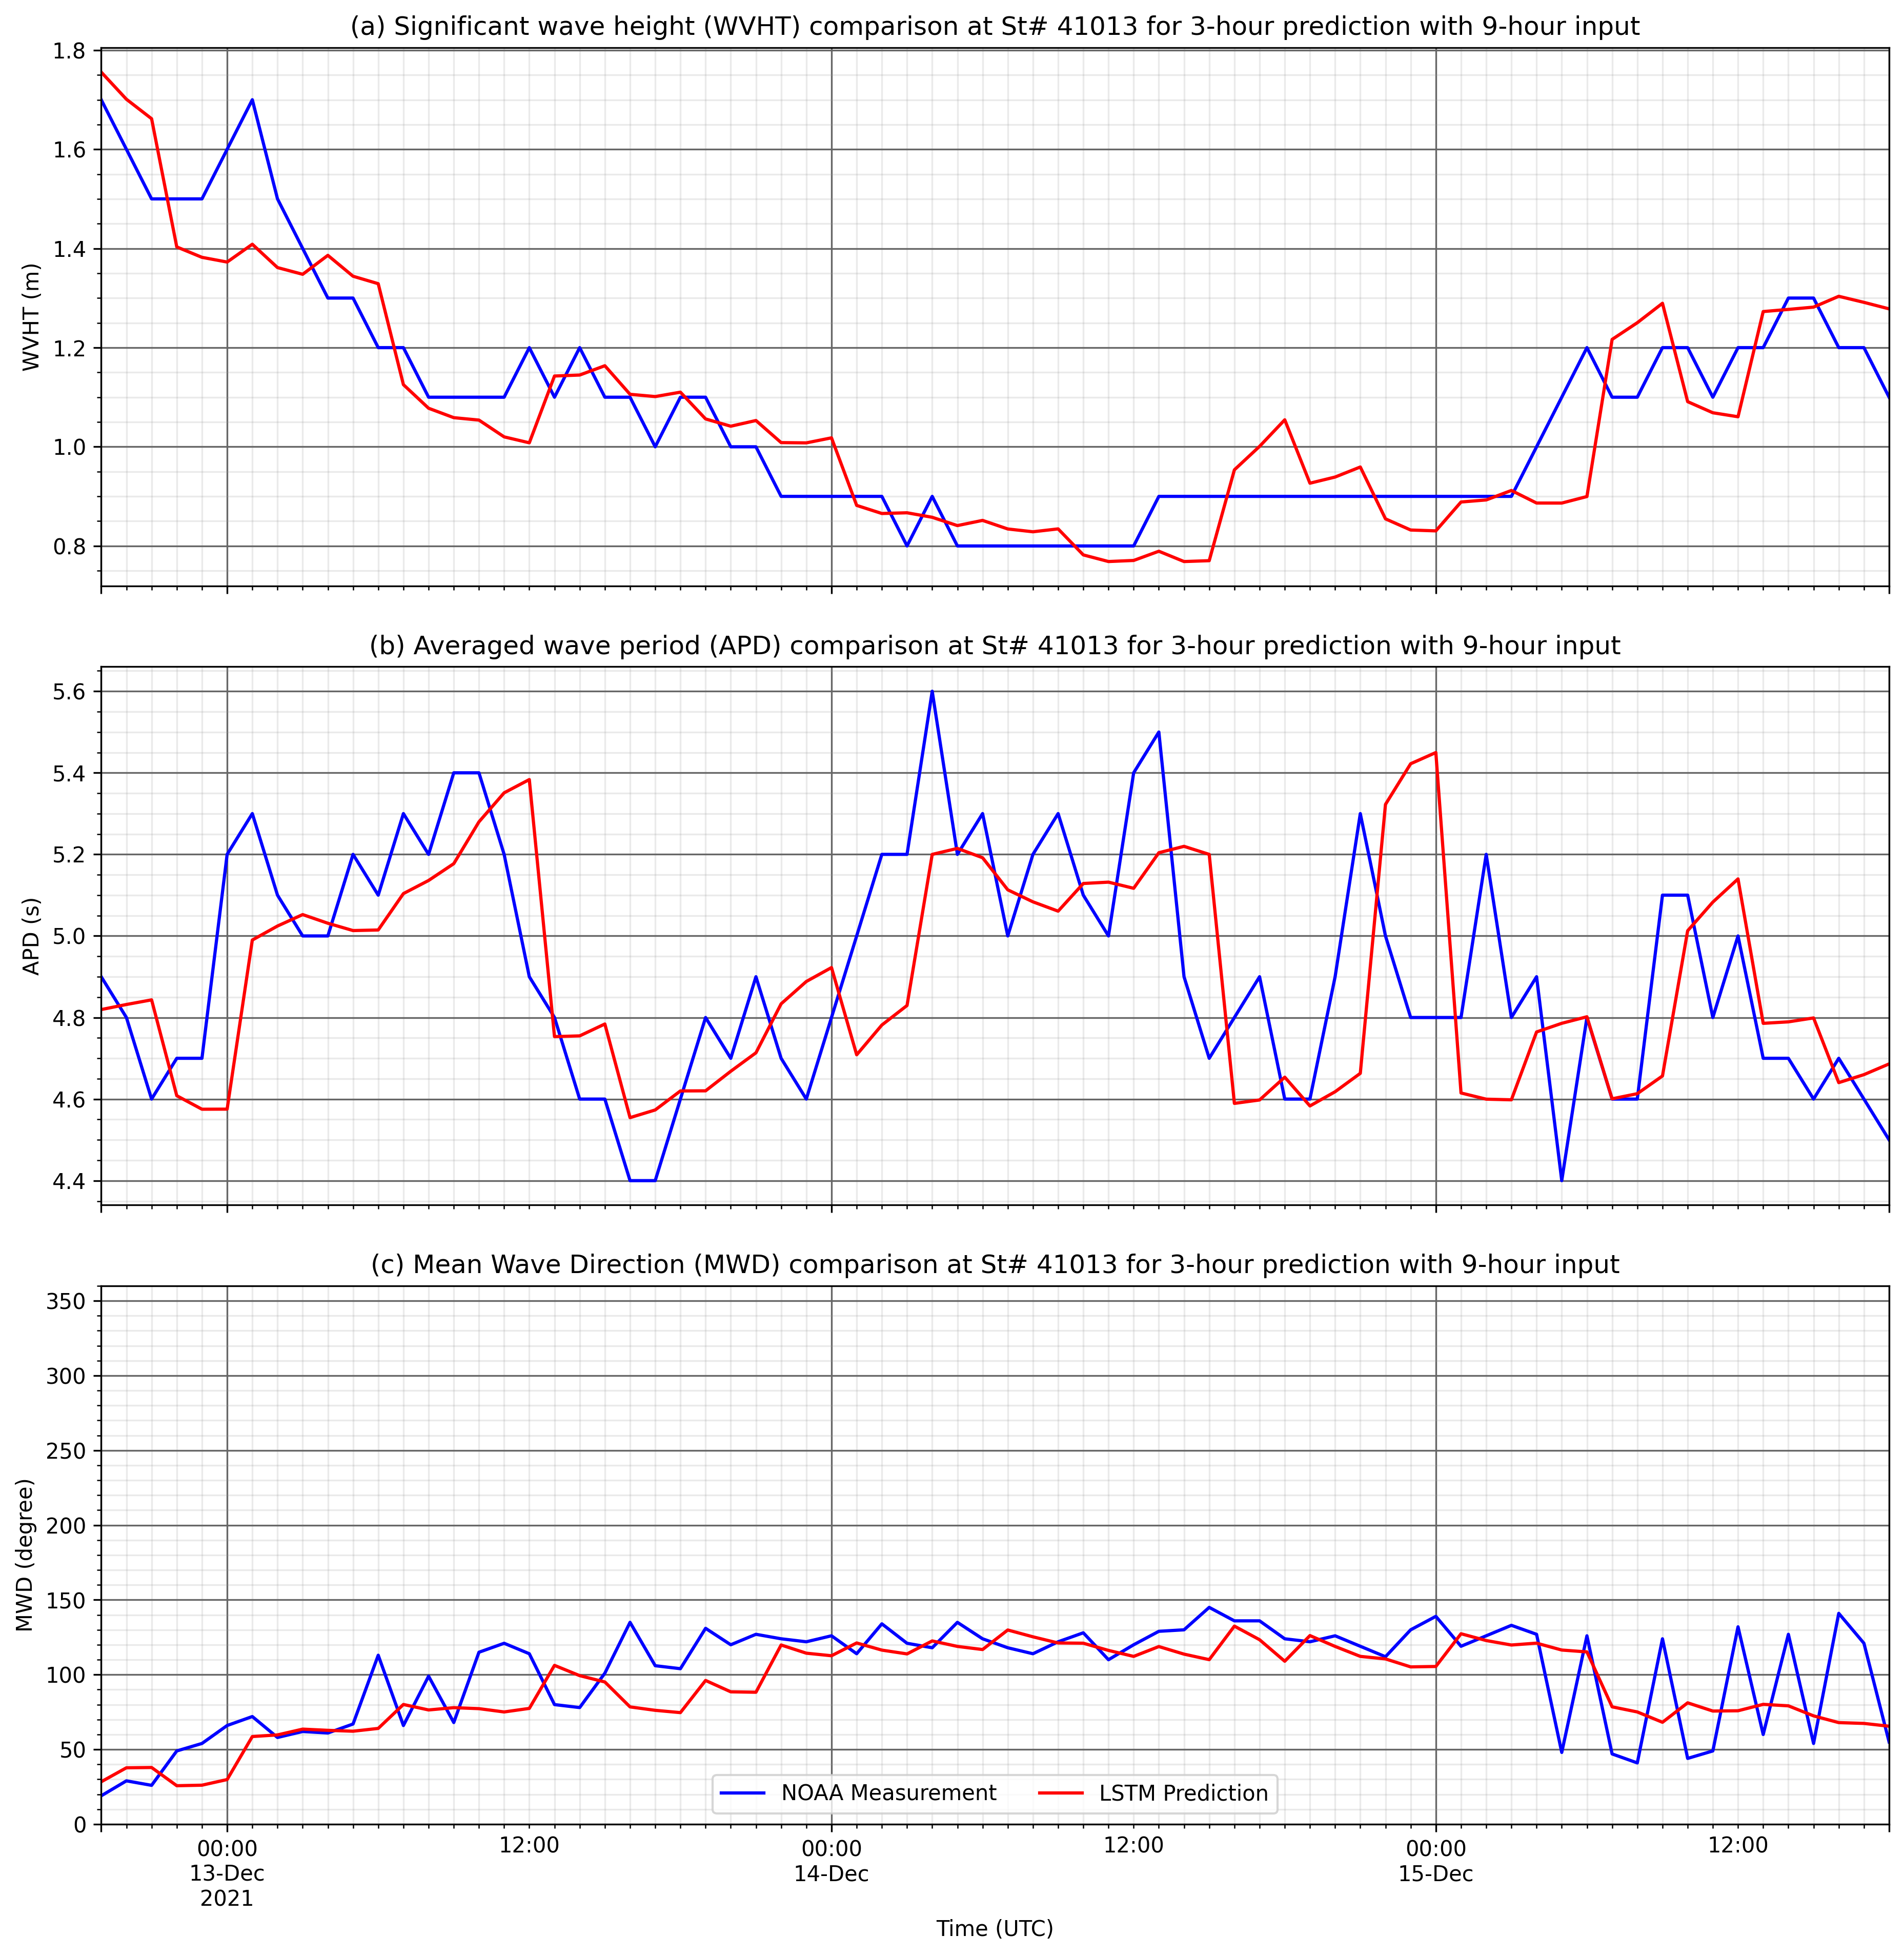 (a) Significant wave height (WVHT) comparison at St# 41013 for 3-hour prediction with 9-hour input
1.8
1.6
1.4
1.2
1.0
0.8
WVHT (m)
(b) Averaged wave period (APD) comparison at St# 41013 for 3-hour prediction with 9-hour input
5.6
5.4
5.2
5.0
4.8
4.6
4.4
APD (s)
(c) Mean Wave Direction (MWD) comparison at St# 41013 for 3-hour prediction with 9-hour input
350
300
250
200
150
100
50
0
MWD (degree)
NOAA Measurement LSTM Prediction
00:00 12:00 00:00 12:00 00:00 12:00
13-Dec 14-Dec 15-Dec
2021
Time (UTC)